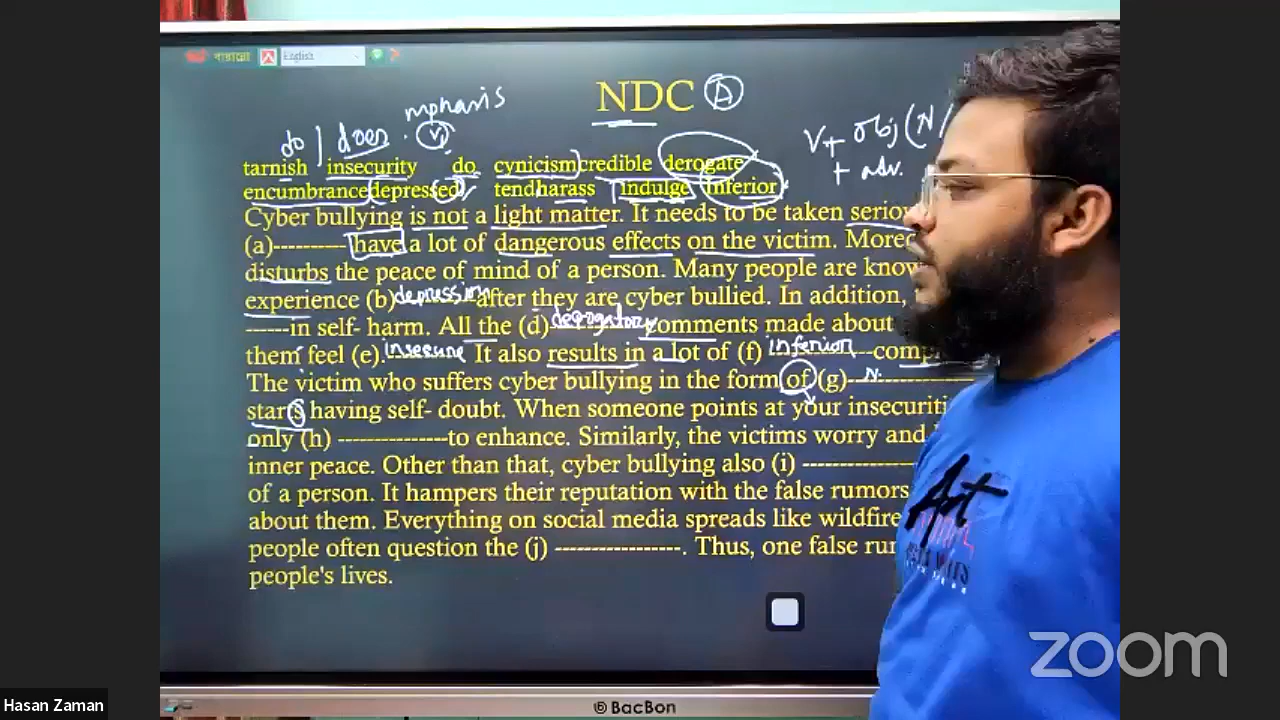 English
NDC A
mphasis
do / does . (v)
V + obj (N /
+ adv.
tarnish insecurity do cynicism credible derogate
encumbrance depressed tend harass indulge inferior
Cyber bullying is not a light matter. It needs to be taken
(a)---------- have a lot of dangerous effects on the victim.
disturbs the peace of mind of a person. Many people are
experience (b) depression after they are cyber bullied. In addition,
------in self- harm. All the (d) derogatory comments made about
them feel (e). insecure It also results in a lot of (f) inferior
The victim who suffers cyber bullying in the form of (g) N.
starts having self- doubt. When someone points at your
only (h) ---------------to enhance. Similarly, the victims worry and
inner peace. Other than that, cyber bullying also (i) ---------------
of a person. It hampers their reputation with the false rumors
about them. Everything on social media spreads like wildfire
people often question the (j) -----------------. Thus, one false
people's lives.
BacBon
zoom
Hasan Zaman